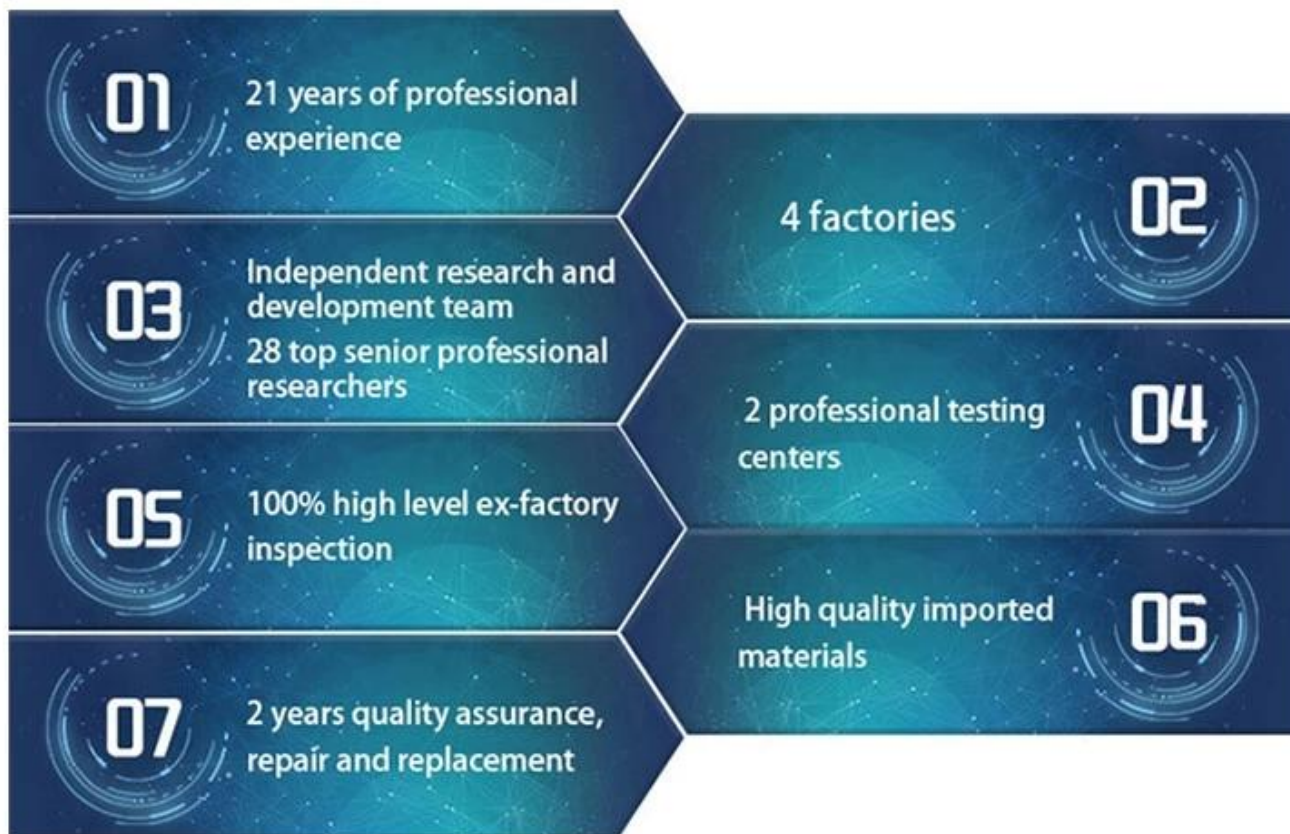 01
21 years of professional
experience
02
4 factories
03
Independent research and
development team
28 top senior professional
researchers
04
2 professional testing
centers
05
100% high level ex-factory
inspection
06
High quality imported
materials
07
2 years quality assurance,
repair and replacement